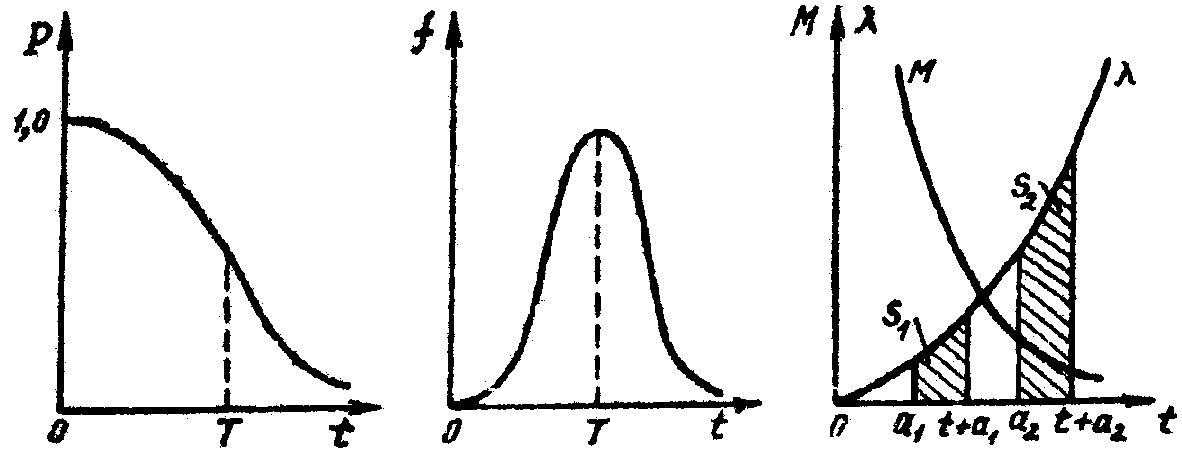 P
1,0
0
T
t
f
0
T
t
M λ
M
λ
S₂
S₁
0
a₁
t+a₁
a₂
t+a₂
t